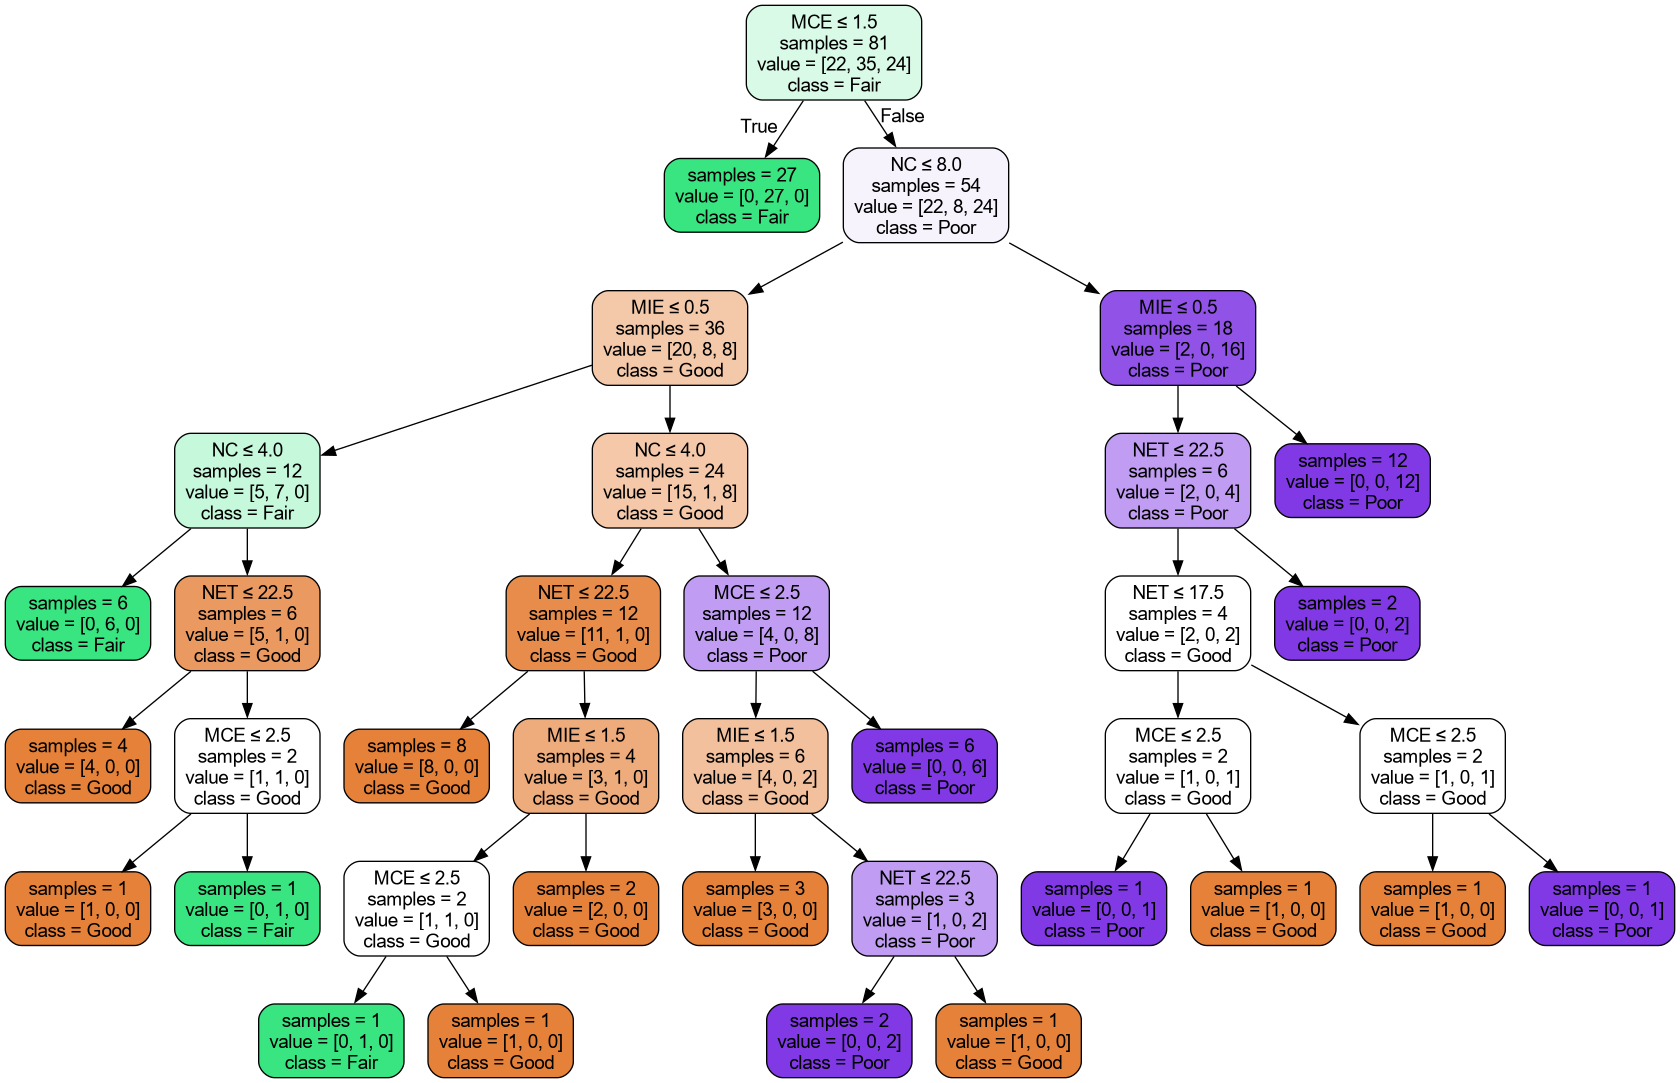 MCE ≤ 1.5
samples = 81
value = [22, 35, 24]
class = Fair
True
False
samples = 27
value = [0, 27, 0]
class = Fair
NC ≤ 8.0
samples = 54
value = [22, 8, 24]
class = Poor
MIE ≤ 0.5
samples = 36
value = [20, 8, 8]
class = Good
MIE ≤ 0.5
samples = 18
value = [2, 0, 16]
class = Poor
NC ≤ 4.0
samples = 12
value = [5, 7, 0]
class = Fair
NC ≤ 4.0
samples = 24
value = [15, 1, 8]
class = Good
NET ≤ 22.5
samples = 6
value = [2, 0, 4]
class = Poor
samples = 12
value = [0, 0, 12]
class = Poor
samples = 6
value = [0, 6, 0]
class = Fair
NET ≤ 22.5
samples = 6
value = [5, 1, 0]
class = Good
NET ≤ 22.5
samples = 12
value = [11, 1, 0]
class = Good
MCE ≤ 2.5
samples = 12
value = [4, 0, 8]
class = Poor
NET ≤ 17.5
samples = 4
value = [2, 0, 2]
class = Good
samples = 2
value = [0, 0, 2]
class = Poor
samples = 4
value = [4, 0, 0]
class = Good
MCE ≤ 2.5
samples = 2
value = [1, 1, 0]
class = Good
samples = 8
value = [8, 0, 0]
class = Good
MIE ≤ 1.5
samples = 4
value = [3, 1, 0]
class = Good
MIE ≤ 1.5
samples = 6
value = [4, 0, 2]
class = Good
samples = 6
value = [0, 0, 6]
class = Poor
MCE ≤ 2.5
samples = 2
value = [1, 0, 1]
class = Good
MCE ≤ 2.5
samples = 2
value = [1, 0, 1]
class = Good
samples = 1
value = [1, 0, 0]
class = Good
samples = 1
value = [0, 1, 0]
class = Fair
MCE ≤ 2.5
samples = 2
value = [1, 1, 0]
class = Good
samples = 2
value = [2, 0, 0]
class = Good
samples = 3
value = [3, 0, 0]
class = Good
NET ≤ 22.5
samples = 3
value = [1, 0, 2]
class = Poor
samples = 1
value = [0, 0, 1]
class = Poor
samples = 1
value = [1, 0, 0]
class = Good
samples = 1
value = [1, 0, 0]
class = Good
samples = 1
value = [0, 0, 1]
class = Poor
samples = 1
value = [0, 1, 0]
class = Fair
samples = 1
value = [1, 0, 0]
class = Good
samples = 2
value = [0, 0, 2]
class = Poor
samples = 1
value = [1, 0, 0]
class = Good